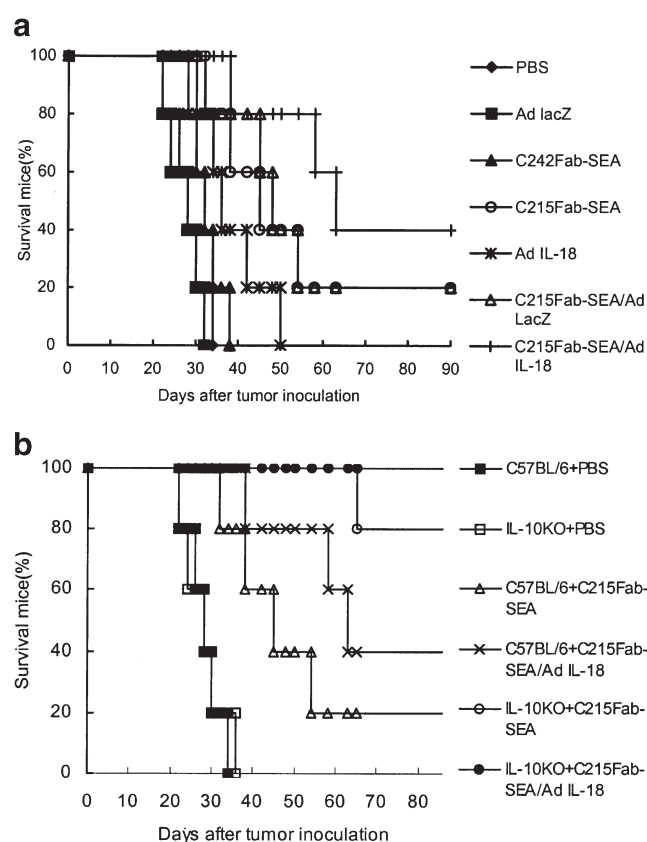 a
Survival mice(%)
100
80
60
40
20
0
0 10 20 30 40 50 60 70 80 90
Days after tumor inoculation
PBS
Ad lacZ
C242Fab-SEA
C215Fab-SEA
Ad IL-18
C215Fab-SEA/Ad
LacZ
C215Fab-SEA/Ad
IL-18
b
Survival mice(%)
100
80
60
40
20
0
0 10 20 30 40 50 60 70 80
Days after tumor inoculation
C57BL/6+PBS
IL-10KO+PBS
C57BL/6+C215Fab-
SEA
C57BL/6+C215Fab-
SEA/Ad IL-18
IL-10KO+C215Fab-
SEA
IL-10KO+C215Fab-
SEA/Ad IL-18